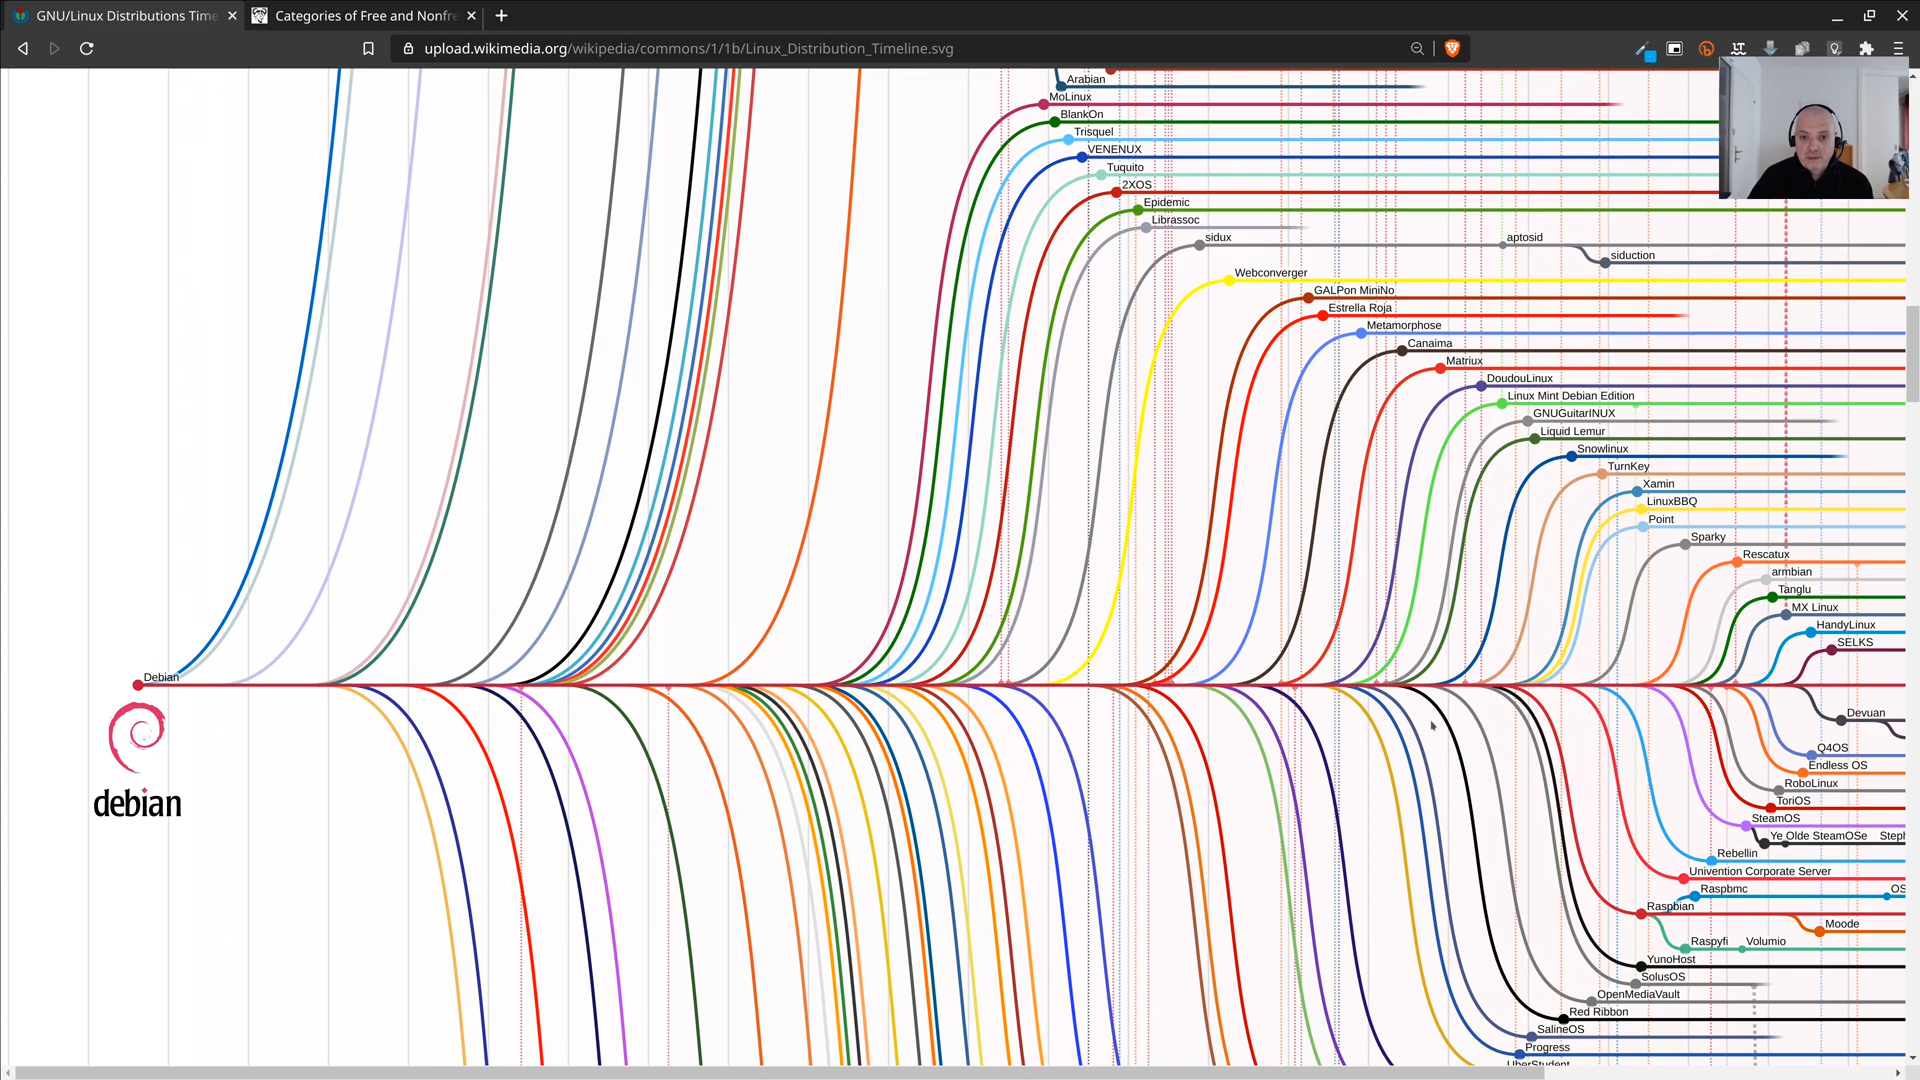 GNU/Linux Distributions Time
Categories of Free and Nonfre
upload.wikimedia.org/wikipedia/commons/1/1b/Linux_Distribution_Timeline.svg
Arabian
MoLinux
BlankOn
Trisquel
VENENUX
Tuquito
2XOS
Epidemic
Librassoc
sidux
aptosid
siduction
Webconverger
GALPon MiniNo
Estrella Roja
Metamorphose
Canaima
Matriux
DoudouLinux
Linux Mint Debian Edition
GNUGuitarINUX
Liquid Lemur
Snowlinux
TurnKey
Xamin
LinuxBBQ
Point
Sparky
Rescatux
armbian
Tanglu
MX Linux
HandyLinux
SELKS
Debian
debian
Devuan
Q4OS
Endless OS
RoboLinux
ToriOS
SteamOS
Ye Olde SteamOSe Steph
Rebellin
Univention Corporate Server
Raspbmc OS
Raspbian
Moode
Raspyfi Volumio
YunoHost
SolusOS
OpenMediaVault
Red Ribbon
SalineOS
Progress
UberStudent